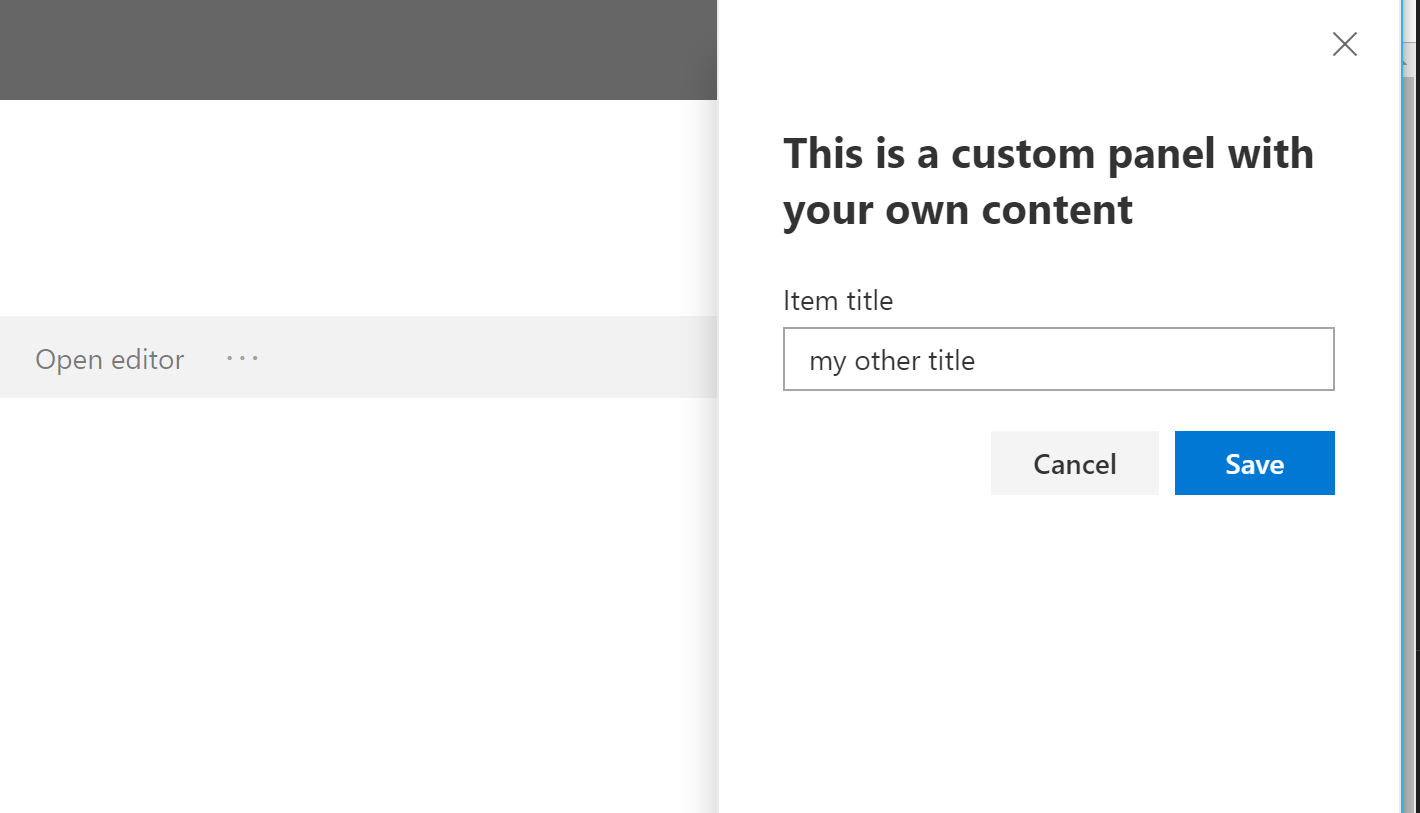 This is a custom panel with
your own content
Item title
my other title
Cancel Save
Open editor ···